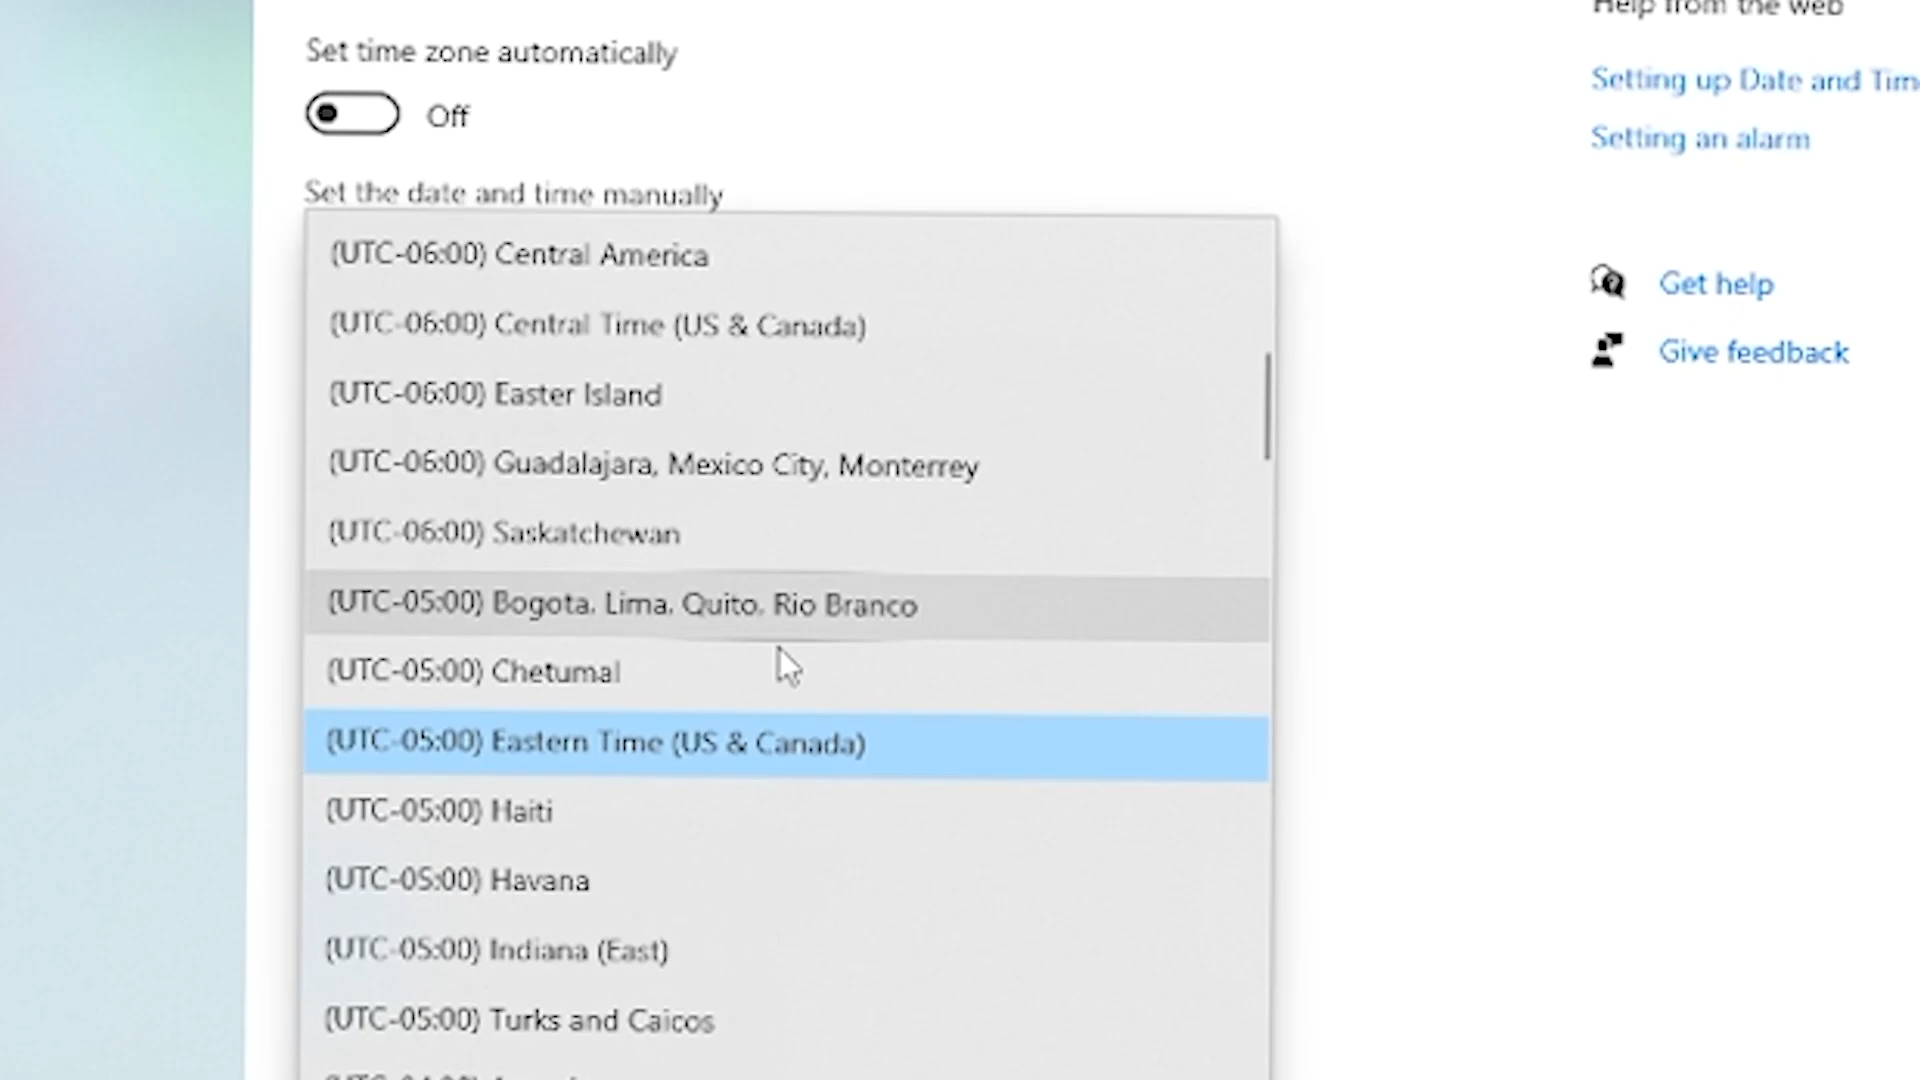 Help from the web
Set time zone automatically
Setting up Date and Tim
Off
Setting an alarm
Set the date and time manually
(UTC-06:00) Central America
Get help
(UTC-06:00) Central Time (US & Canada)
Give feedback
(UTC-06:00) Easter Island
(UTC-06:00) Guadalajara, Mexico City, Monterrey
(UTC-06:00) Saskatchewan
(UTC-05:00) Bogota, Lima, Quito, Rio Branco
(UTC-05:00) Chetumal
(UTC-05:00) Eastern Time (US & Canada)
(UTC-05:00) Haiti
(UTC-05:00) Havana
(UTC-05:00) Indiana (East)
(UTC-05:00) Turks and Caicos